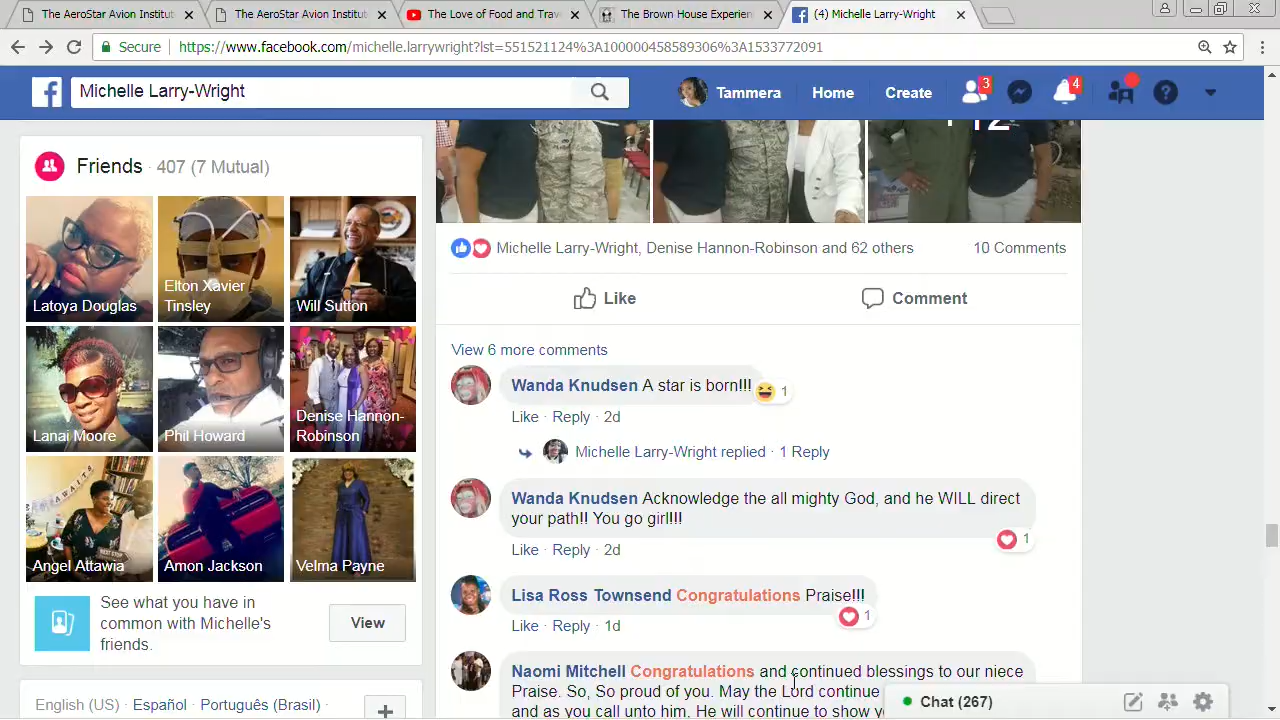 The AeroStar Avion Institut
The AeroStar Avion Institut
The Love of Food and Trav
The Brown House Experien
(4) Michelle Larry-Wright
Secure
https://www.facebook.com/michelle.larrywright?lst=551521124%3A100000458589306%3A1533772091
Michelle Larry-Wright
Tammera
Home
Create
3
4
Friends · 407 (7 Mutual)
Latoya Douglas
Elton Xavier
Tinsley
Will Sutton
Lanai Moore
Phil Howard
Denise Hannon-
Robinson
Angel Attawia
Amon Jackson
Velma Payne
See what you have in
common with Michelle's
friends.
View
English (US) · Español · Português (Brasil) ·
Michelle Larry-Wright, Denise Hannon-Robinson and 62 others
10 Comments
Like
Comment
View 6 more comments
Wanda Knudsen A star is born!!!
1
Like · Reply · 2d
Michelle Larry-Wright replied · 1 Reply
Wanda Knudsen Acknowledge the all mighty God, and he WILL direct
your path!! You go girl!!!
1
Like · Reply · 2d
Lisa Ross Townsend Congratulations Praise!!!
1
Like · Reply · 1d
Naomi Mitchell Congratulations and continued blessings to our niece
Praise. So, So proud of you. May the Lord continue
and as you call unto him. He will continue to show
Chat (267)